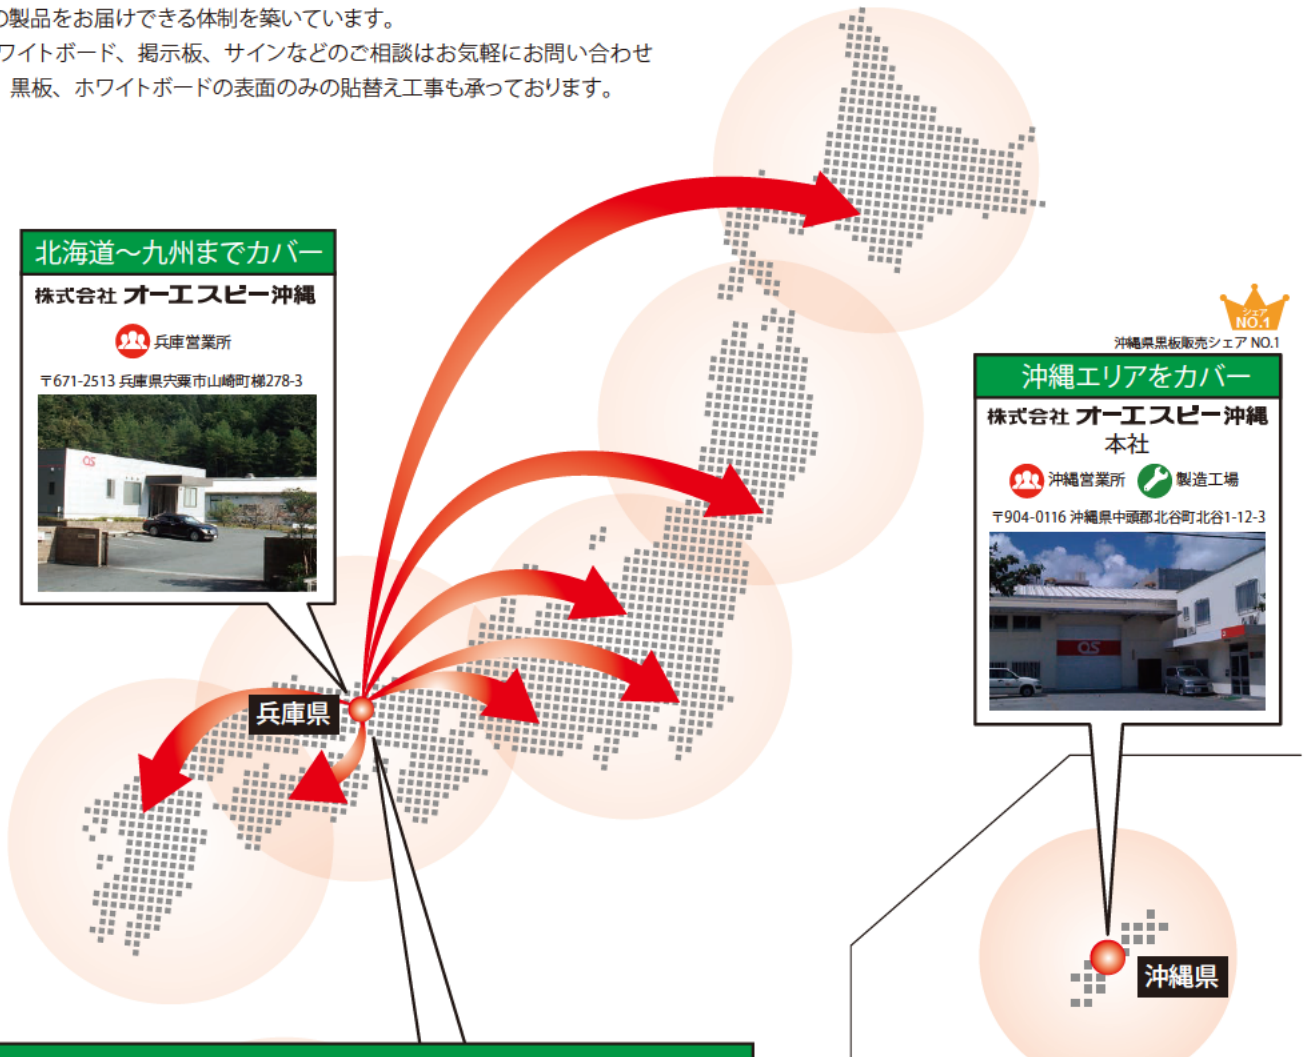 の製品をお届けできる体制を築いています。
ワイトボード、掲示板、サインなどのご相談はお気軽にお問い合わせ
黒板、ホワイトボードの表面のみの貼替え工事も承っております。
北海道～九州までカバー
株式会社 オーエスピー沖縄
兵庫営業所
〒671-2513 兵庫県宍粟市山崎町梯278-3
QS
兵庫県
シェア
NO.1
沖縄県黒板販売シェア NO.1
沖縄エリアをカバー
株式会社 オーエスピー沖縄
本社
沖縄営業所 製造工場
〒904-0116 沖縄県中頭郡北谷町北谷1-12-3
QS
沖縄県